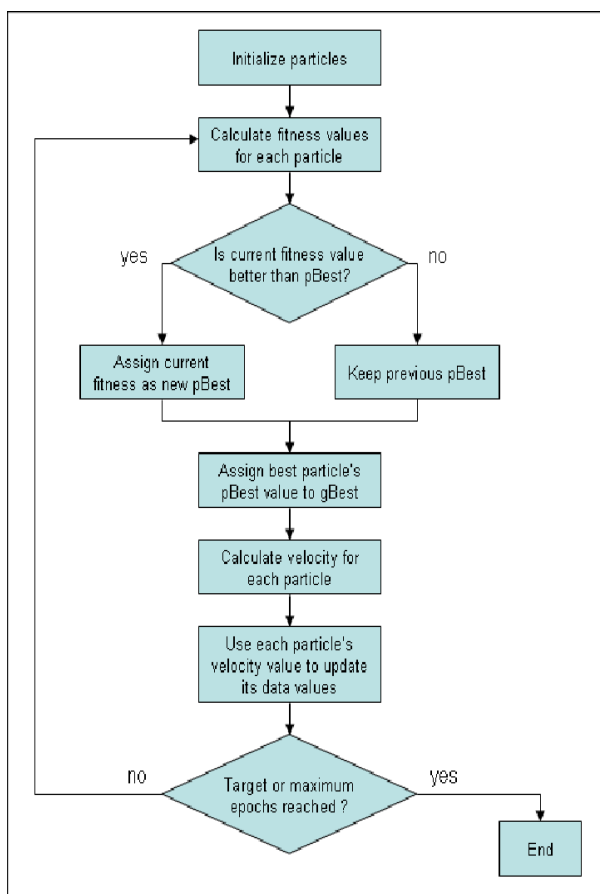 Initialize particles
Calculate fitness values
for each particle
Is current fitness value
better than pBest?
yes
no
Assign current
fitness as new pBest
Keep previous pBest
Assign best particle's
pBest value to gBest
Calculate velocity for
each particle
Use each particle's
velocity value to update
its data values
no
Target or maximum
epochs reached ?
yes
End